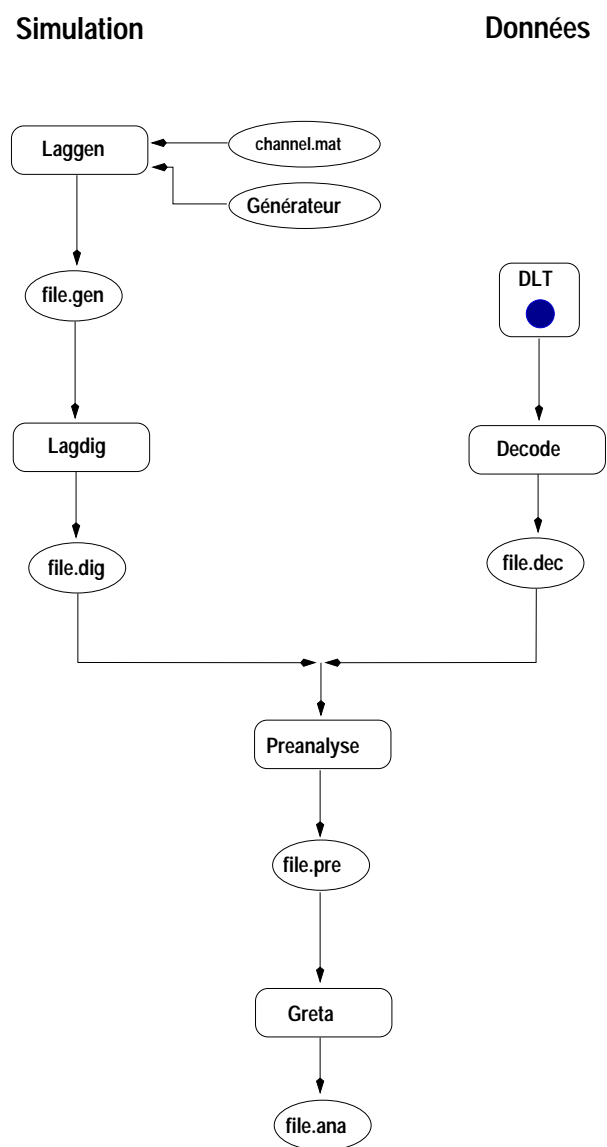 Simulation
Données
Laggen
channel.mat
Générateur
file.gen
DLT
Lagdig
Decode
file.dig
file.dec
Preanalyse
file.pre
Greta
file.ana